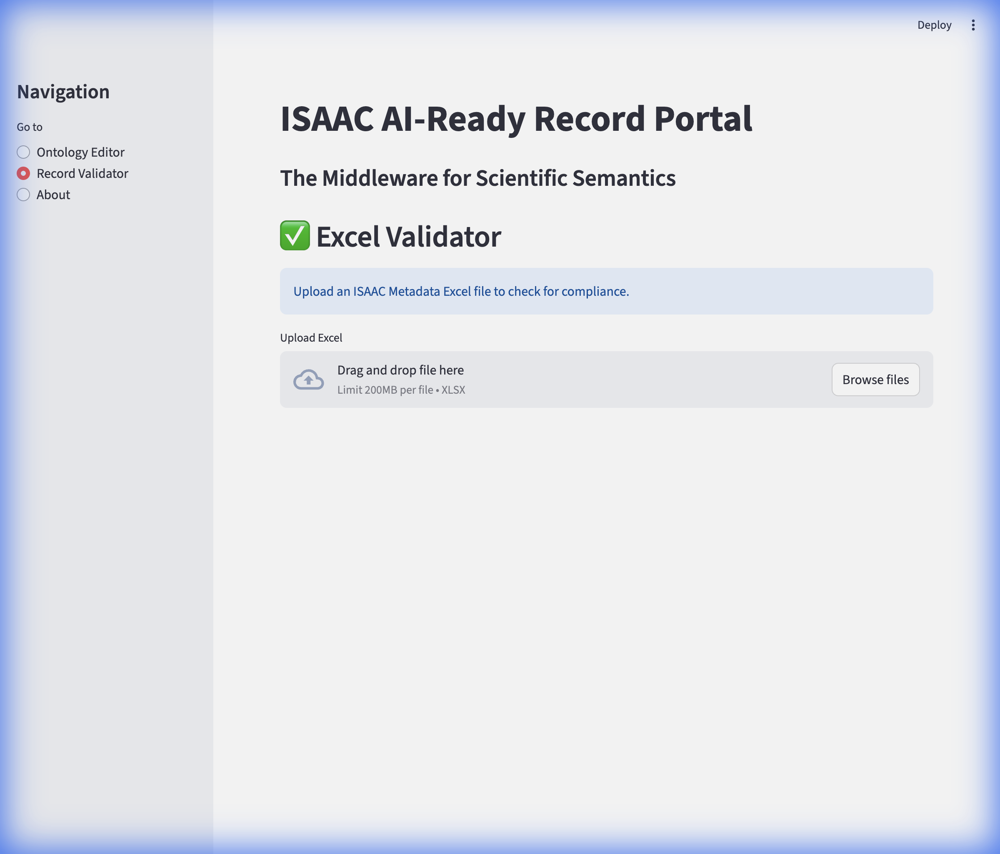 Deploy
Navigation
Go to
Ontology Editor
Record Validator
About
ISAAC AI-Ready Record Portal
The Middleware for Scientific Semantics
✅ Excel Validator
Upload an ISAAC Metadata Excel file to check for compliance.
Upload Excel
Drag and drop file here
Limit 200MB per file • XLSX
Browse files